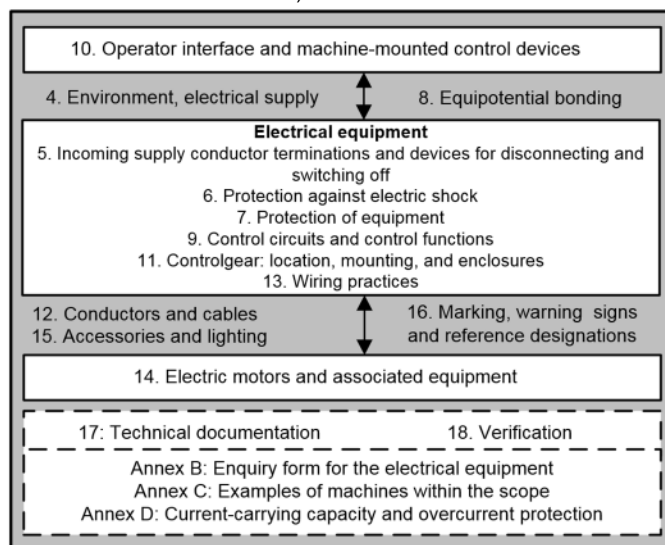 10. Operator interface and machine-mounted control devices
4. Environment, electrical supply
8. Equipotential bonding
Electrical equipment
5. Incoming supply conductor terminations and devices for disconnecting and
switching off
6. Protection against electric shock
7. Protection of equipment
9. Control circuits and control functions
11. Controlgear: location, mounting, and enclosures
13. Wiring practices
12. Conductors and cables
15. Accessories and lighting
16. Marking, warning signs
and reference designations
14. Electric motors and associated equipment
17: Technical documentation
18. Verification
Annex B: Enquiry form for the electrical equipment
Annex C: Examples of machines within the scope
Annex D: Current-carrying capacity and overcurrent protection